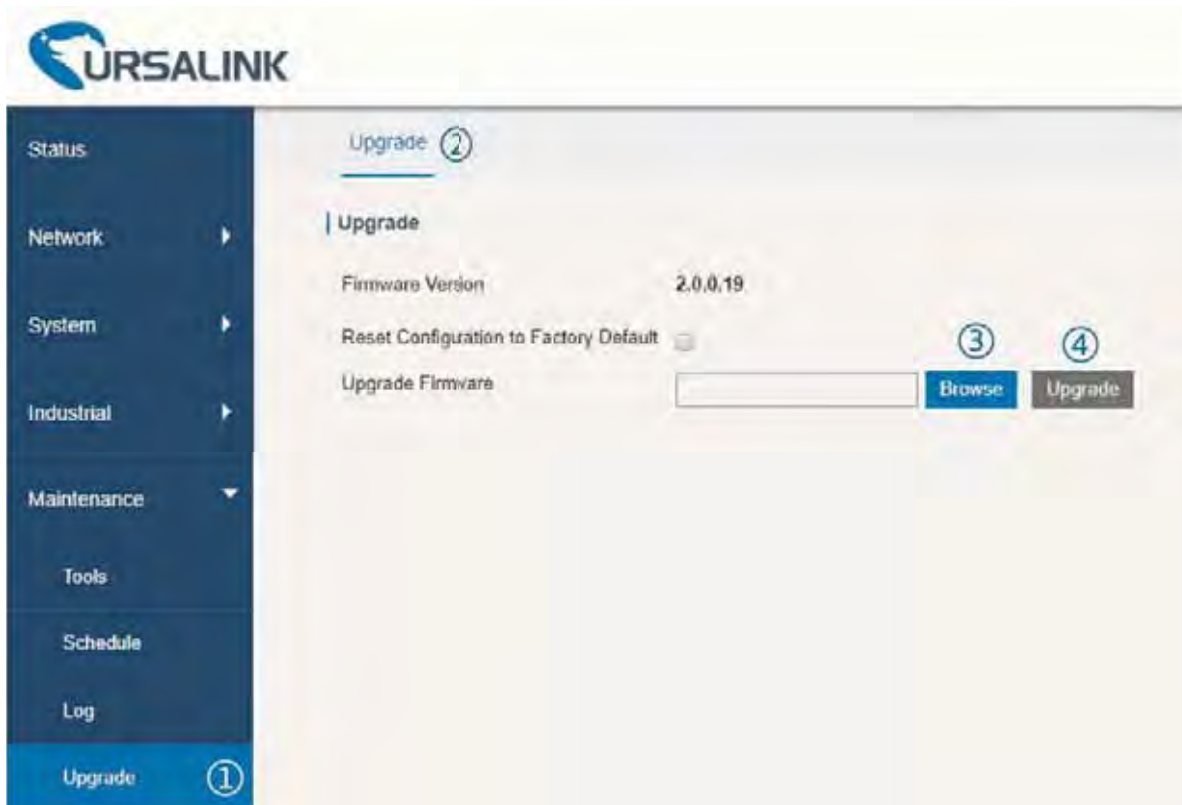 URSALINK
Status
Network
System
Industrial
Maintenance
Tools
Schedule
Log
Upgrade ①
Upgrade ②
Upgrade
Firmware Version 2.0.0.19
Reset Configuration to Factory Default
③ ④
Upgrade Firmware Browse Upgrade